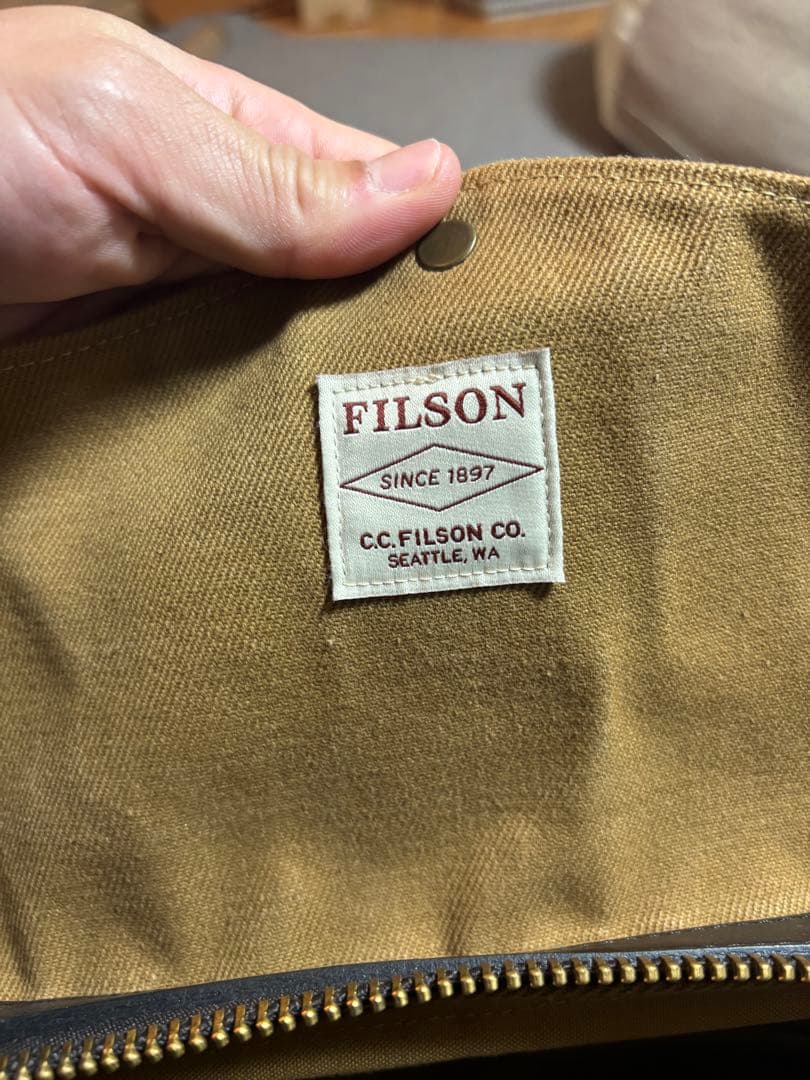 FILSON
SINCE 1897
C.C. FILSON CO.
SEATTLE, WA